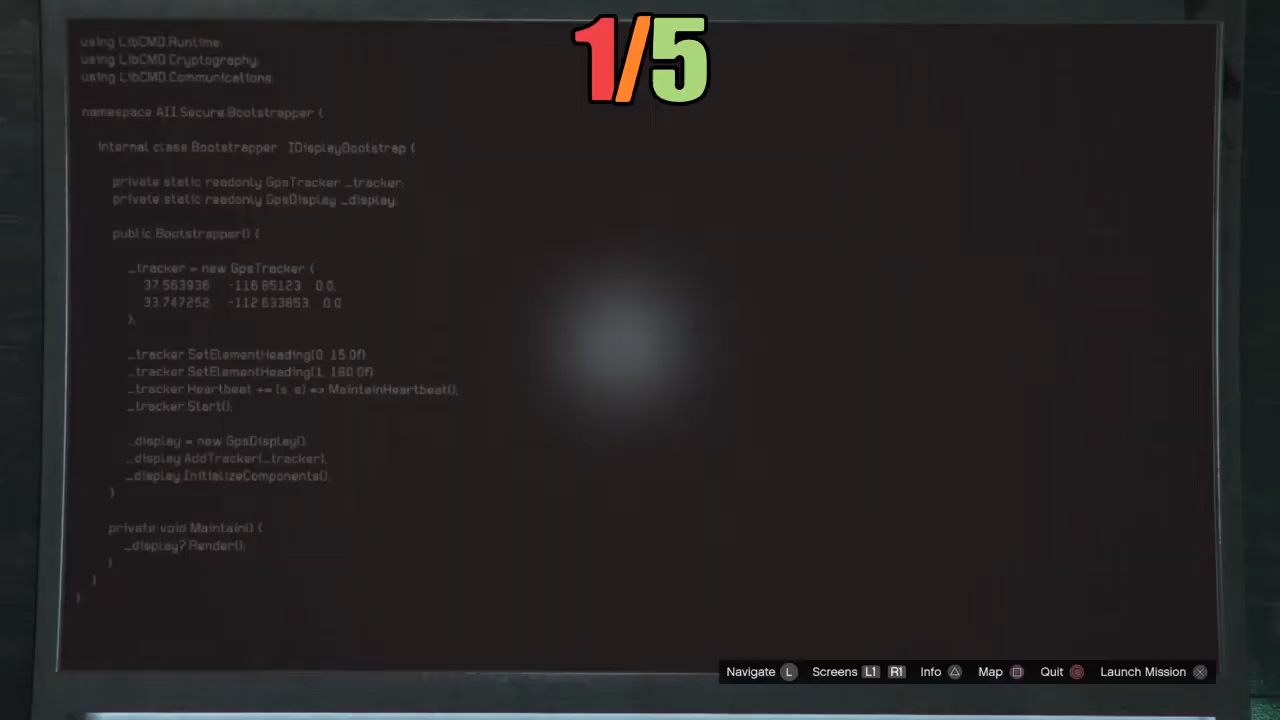 1/5
using LibCMD.Runtime;
using LibCMD.Cryptography;
using LibCMD.Communications;
namespace AII.Secure.Bootstrapper {
internal class Bootstrapper IDisplayBootstrap {
private static readonly GpsTracker _tracker;
private static readonly GpsDisplay _display;
public Bootstrapper() {
_tracker = new GpsTracker {
37.563936, -116.85123, 0.0,
33.747252, -112.633853, 0.0
};
_tracker.SetElementHeading(0, 15.0f)
_tracker.SetElementHeading(1, 180.0f)
_tracker.Heartbeat += (s, e) => MaintainHeartbeat();
_tracker.Start();
_display = new GpsDisplay();
_display.AddTracker(_tracker);
_display.InitializeComponents();
}
private void Maintain() {
_display?.Render();
}
}
}
Navigate L Screens L1 R1 Info Map Quit Launch Mission